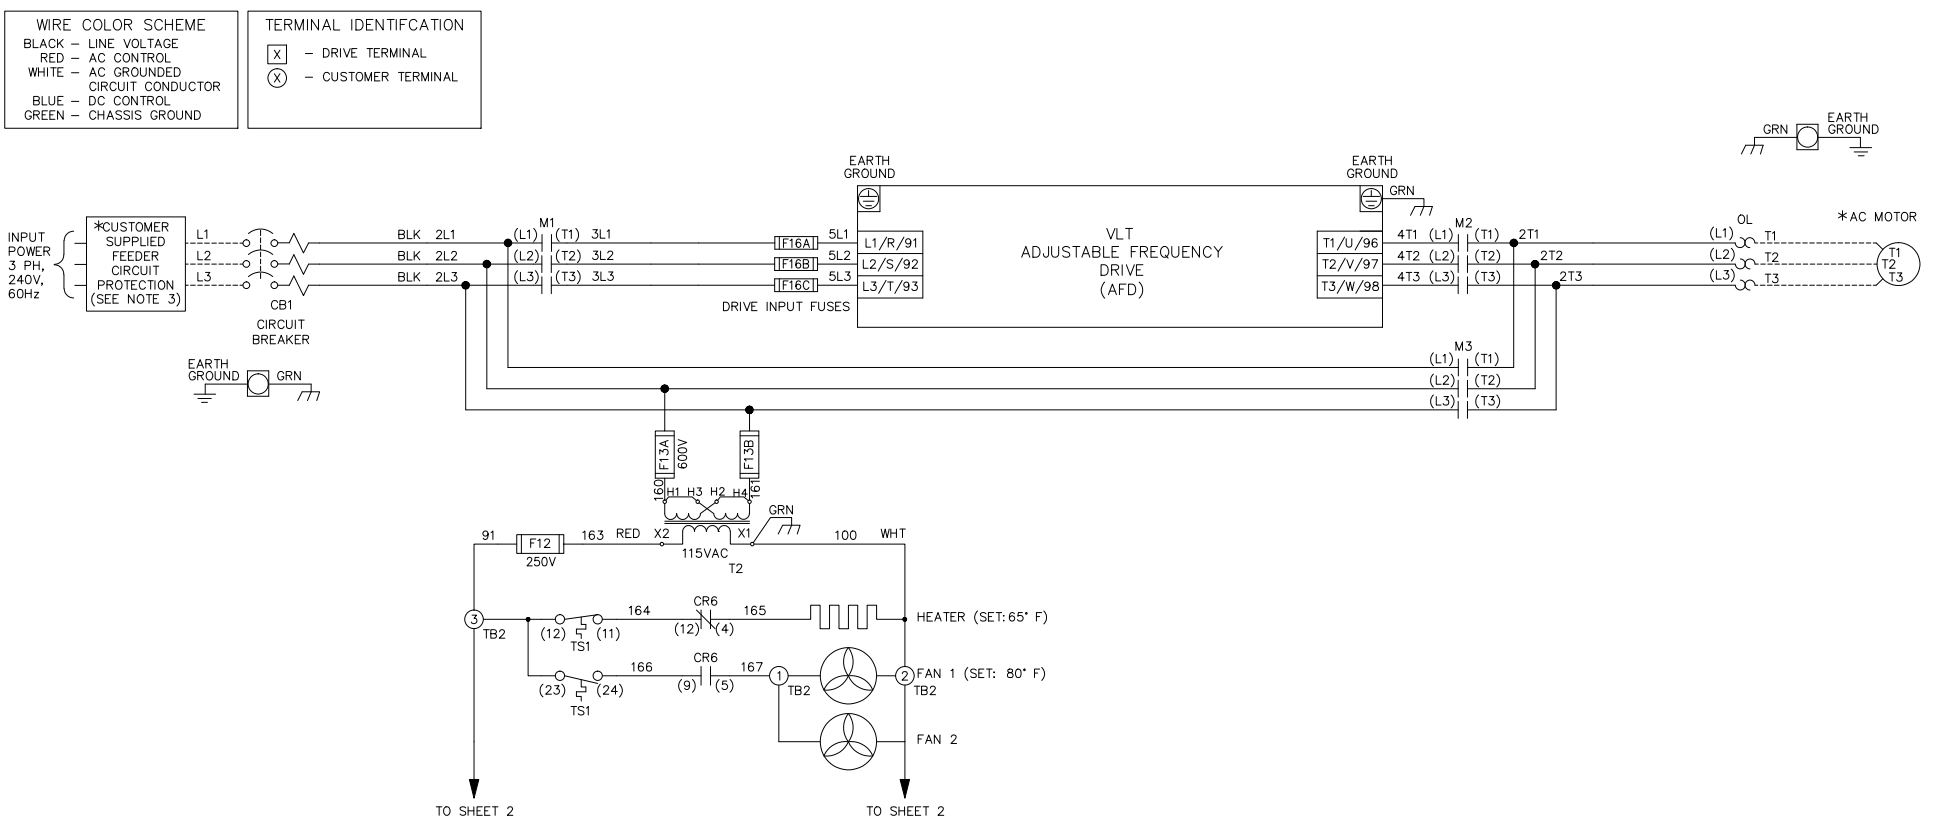 WIRE COLOR SCHEME
BLACK – LINE VOLTAGE
RED – AC CONTROL
WHITE – AC GROUNDED
CIRCUIT CONDUCTOR
BLUE – DC CONTROL
GREEN – CHASSIS GROUND
TERMINAL IDENTIFCATION
X – DRIVE TERMINAL
X – CUSTOMER TERMINAL
GRN
EARTH
GROUND
INPUT
POWER
3 PH,
240V,
60Hz
*CUSTOMER
SUPPLIED
FEEDER
CIRCUIT
PROTECTION
(SEE NOTE 3)
L1
L2
L3
CB1
CIRCUIT
BREAKER
EARTH
GROUND
GRN
BLK 2L1
BLK 2L2
BLK 2L3
M1
(L1) (T1) 3L1
(L2) (T2) 3L2
(L3) (T3) 3L3
F16A
F16B
F16C
DRIVE INPUT FUSES
5L1
5L2
5L3
EARTH
GROUND
L1/R/91
L2/S/92
L3/T/93
VLT
ADJUSTABLE FREQUENCY
DRIVE
(AFD)
EARTH
GROUND
GRN
T1/U/96
T2/V/97
T3/W/98
4T1 (L1) M2 (T1) 2T1
4T2 (L2) (T2) 2T2
4T3 (L3) (T3) 2T3
OL
(L1) T1
(L2) T2
(L3) T3
*AC MOTOR
T1
T2
T3
M3
(L1) (T1)
(L2) (T2)
(L3) (T3)
F13A
600V
F13B
160
161
H1 H3 H2 H4
GRN
91 F12 163 RED X2 X1 100 WHT
250V
115VAC
T2
3
TB2
(12) (11)
TS1
164
CR6
(12) (4)
165
HEATER (SET:65° F)
(23) (24)
TS1
166
CR6
(9) (5)
167
1
TB2
2
TB2
FAN 1 (SET: 80° F)
FAN 2
TO SHEET 2
TO SHEET 2